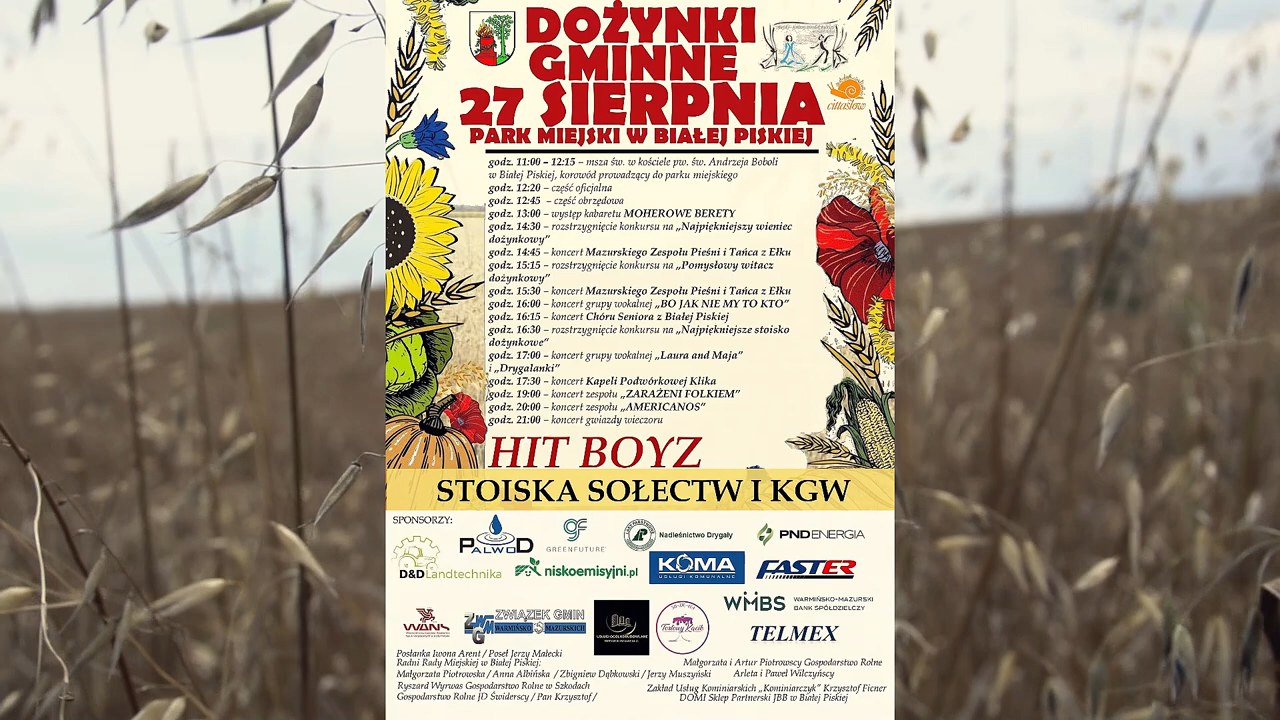 DOŻYNKI
GMINNE
27 SIERPNIA
PARK MIEJSKI W BIAŁEJ PISKIEJ
cittaslow
godz. 11:00 – 12:15 – msza św. w kościele pw. św. Andrzeja Boboli
w Białej Piskiej, korowód prowadzący do parku miejskiego
godz. 12:20 – część oficjalna
godz. 12:45 – część obrzędowa
godz. 13:00 – występ kabaretu MOHEROWE BERETY
godz. 14:30 – rozstrzygnięcie konkursu na „Najpiękniejszy wieniec
dożynkowy”
godz. 14:45 – koncert Mazurskiego Zespołu Pieśni i Tańca z Ełku
godz. 15:15 – rozstrzygnięcie konkursu na „Pomysłowy witacz
dożynkowy”
godz. 15:30 – koncert Mazurskiego Zespołu Pieśni i Tańca z Ełku
godz. 16:00 – koncert grupy wokalnej „BO JAK NIE MY TO KTO”
godz. 16:15 – koncert Chóru Seniora z Białej Piskiej
godz. 16:30 – rozstrzygnięcie konkursu na „Najpiękniejsze stoisko
dożynkowe“
godz. 17:00 – koncert grupy wokalnej „Laura and Maja”
i „Drygałanki”
godz. 17:30 – koncert Kapeli Podwórkowej Klika
godz. 19:00 – koncert zespołu „ZARAŻENI FOLKIEM”
godz. 20:00 – koncert zespołu „AMERICANOS”
godz. 21:00 – koncert gwiazdy wieczoru
HIT BOYZ
STOISKA SOŁECTW I KGW
SPONSORZY:
PALWOD
GF
GREENFUTURE
Nadleśnictwo Drygały
PNDENERGIA
D&DLandtechnika
niskoemisyjni.pl
KOMA
USŁUGI KOMUNALNE
FASTER
WANS
ZWGM
ZWIĄZEK GMIN
WARMIŃSKO MAZURSKICH
Tortowy Kącik
WMBS
WARMIŃSKO-MAZURSKI
BANK SPÓŁDZIELCZY
TELMEX
Posłanka Iwona Arent / Poseł Jerzy Małecki
Radni Rady Miejskiej w Białej Piskiej:
Małgorzata Piotrowska / Anna Albińska / Zbigniew Dąbkowski / Jerzy Muszyński
Ryszard Wyrwas Gospodarstwo Rolne w Szkodach
Gospodarstwo Rolne JD Świderscy / Pan Krzysztof /
Małgorzata i Artur Piotrowscy Gospodarstwo Rolne
Arleta i Paweł Wilczyńscy
Zakład Usług Kominiarskich „Kominiarczyk” Krzysztof Ficner
DOMI Sklep Partnerski JBB w Białej Piskiej